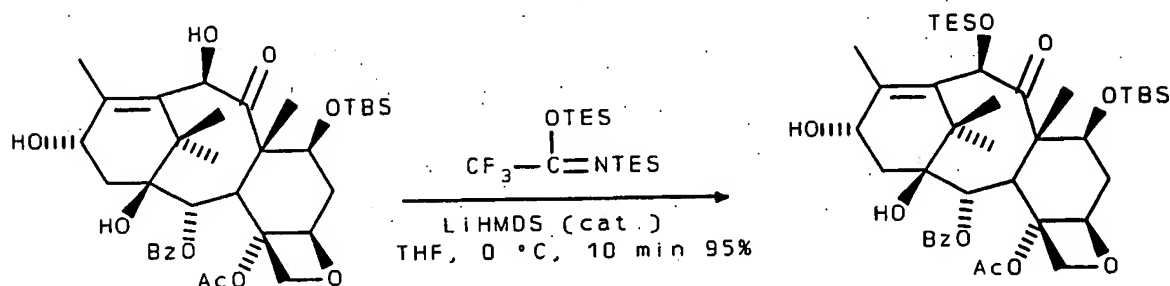 HO
O
OTBS
HO
HO
BzO
AcO
O
OTES
CF3—C=NTES
LiHMDS (cat.)
THF, 0 °C, 10 min 95%
TESO
O
OTBS
HO
HO
BzO
AcO
O